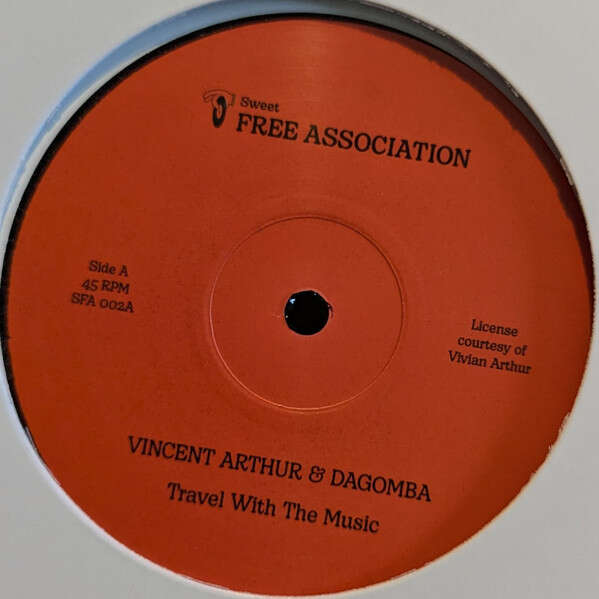 Sweet
FREE ASSOCIATION
Side A
45 RPM
SFA 002A
License
courtesy of
Vivian Arthur
VINCENT ARTHUR & DAGOMBA
Travel With The Music